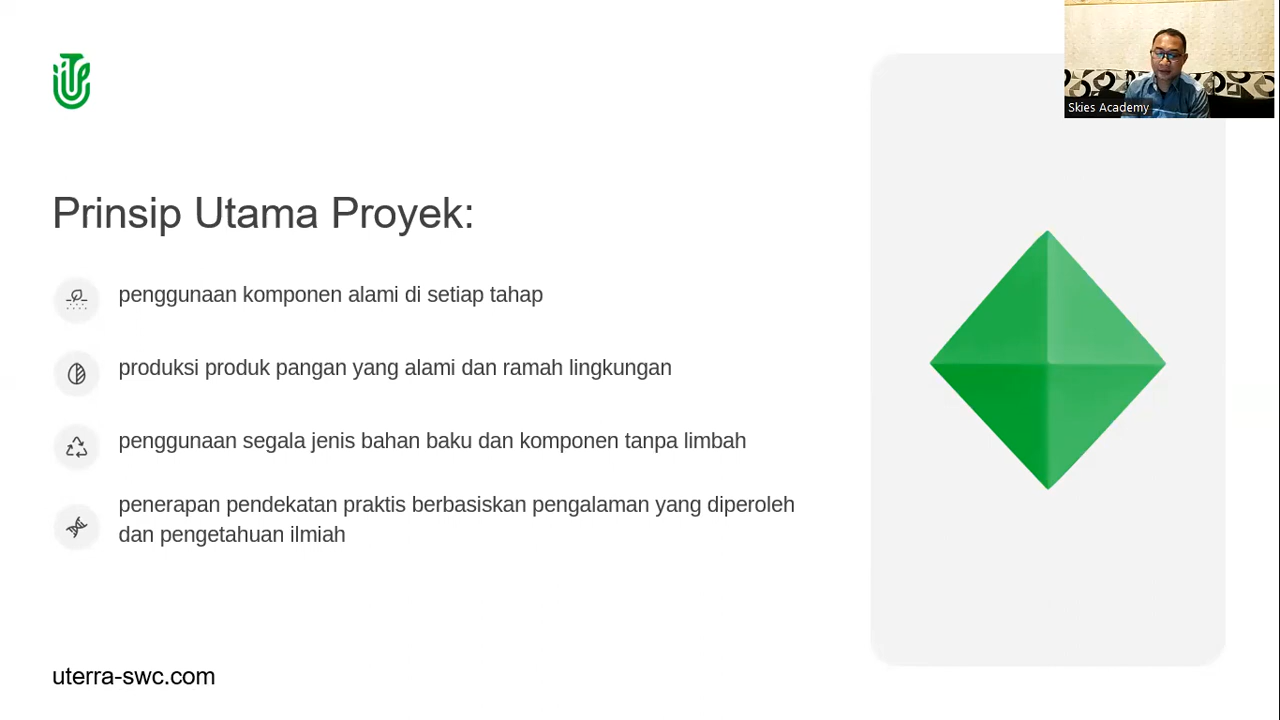 Skies Academy
Prinsip Utama Proyek:
penggunaan komponen alami di setiap tahap
produksi produk pangan yang alami dan ramah lingkungan
penggunaan segala jenis bahan baku dan komponen tanpa limbah
penerapan pendekatan praktis berbasiskan pengalaman yang diperoleh
dan pengetahuan ilmiah
uterra-swc.com